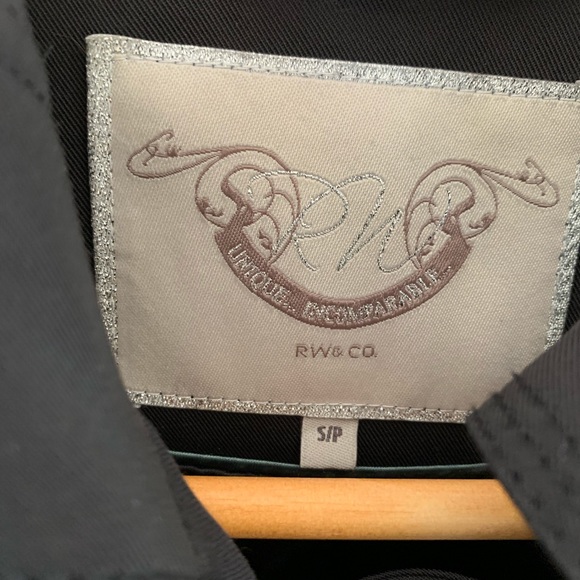 RW
UNIQUE... INCOMPARABLE...
RW& CO.
S/P